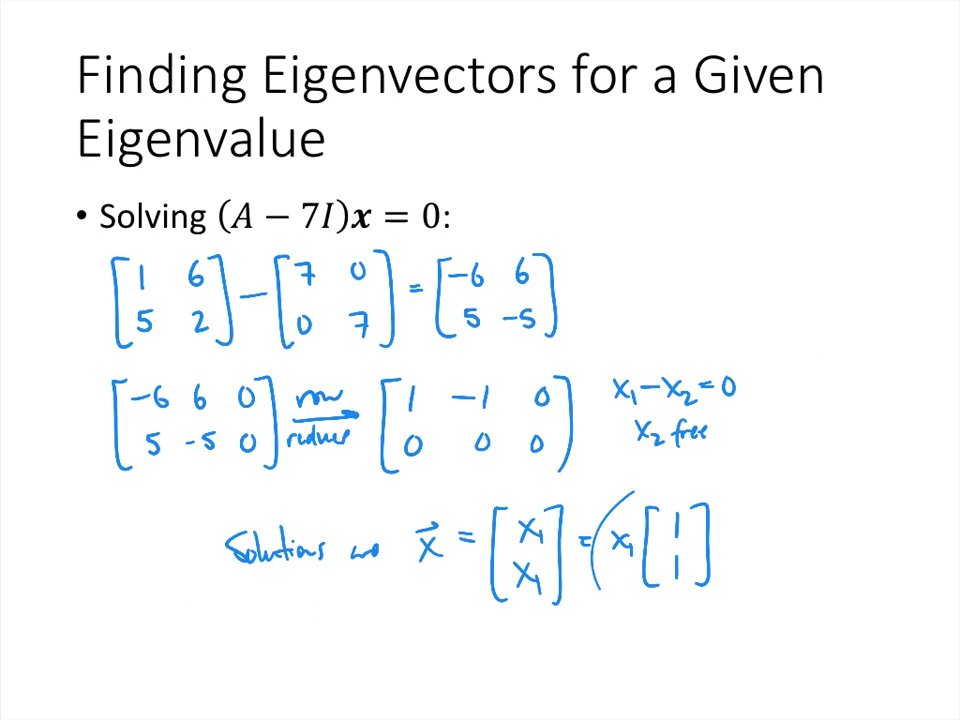 Finding Eigenvectors for a Given
Eigenvalue
• Solving (A − 7I)𝒙 = 0:
[1 6; 5 2] − [7 0; 0 7] = [-6 6; 5 -5]
[-6 6 0; 5 -5 0] row reduce → [1 -1 0; 0 0 0] x₁ − x₂ = 0
x₂ free
Solutions are x⃗ = [x₁; x₁] = (x₁ [1; 1]